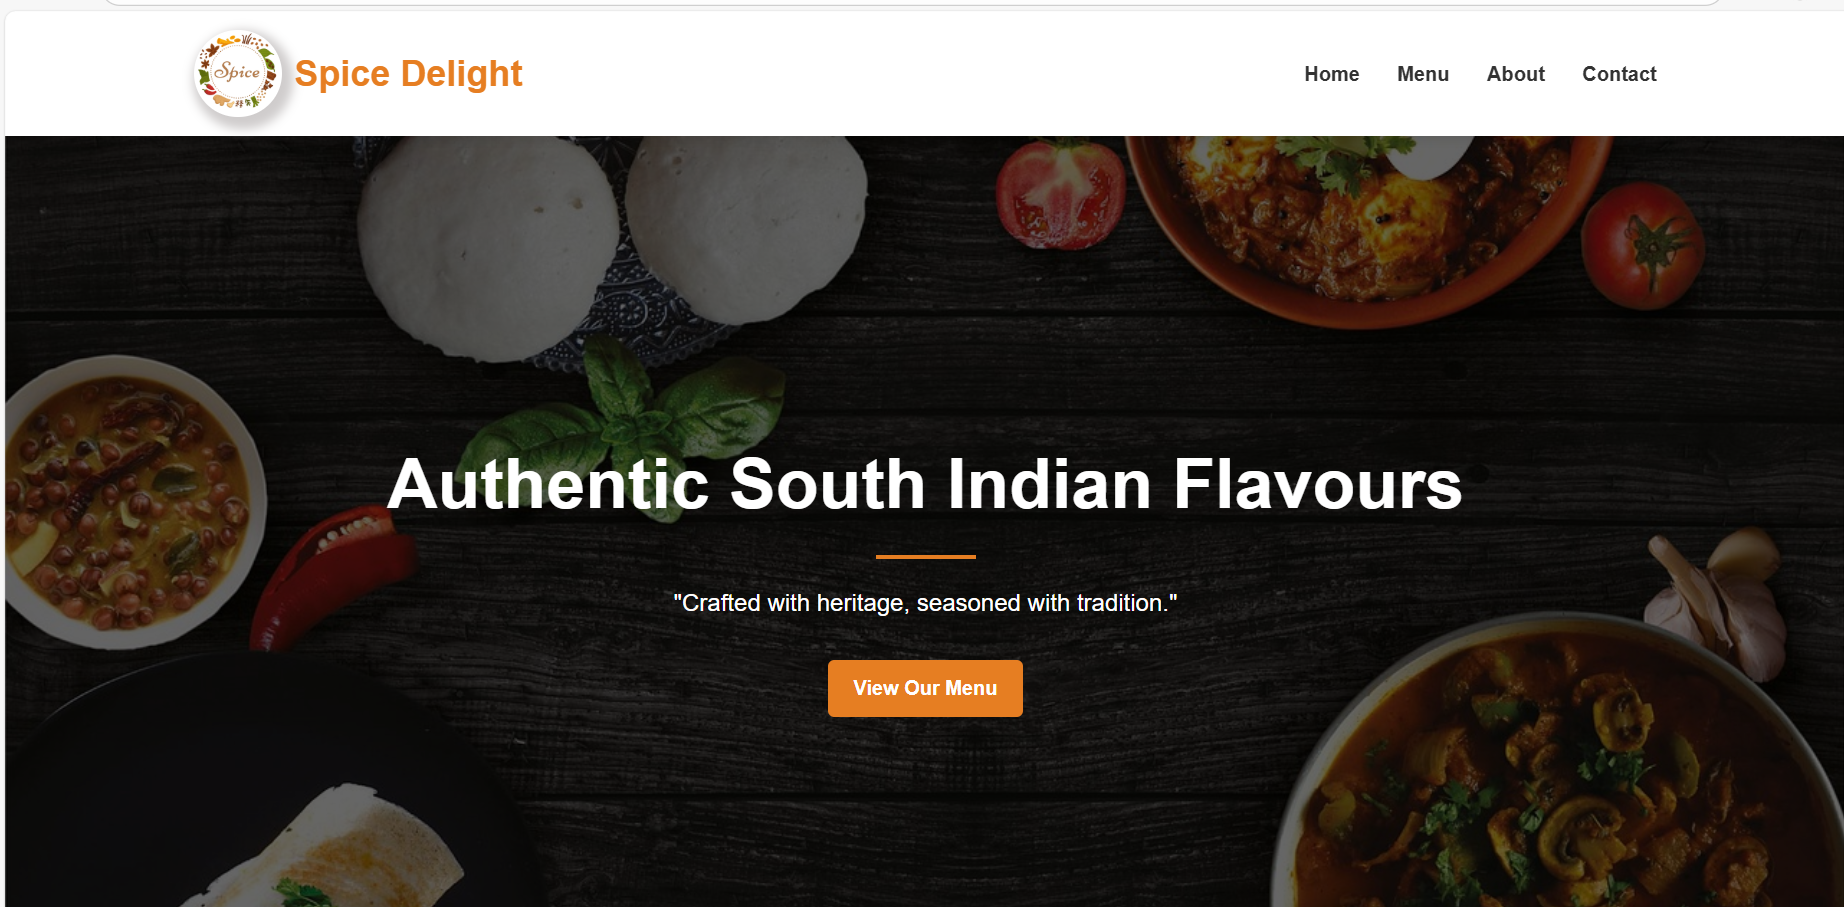 Spice
Spice Delight
Home Menu About Contact
Authentic South Indian Flavours
"Crafted with heritage, seasoned with tradition."
View Our Menu